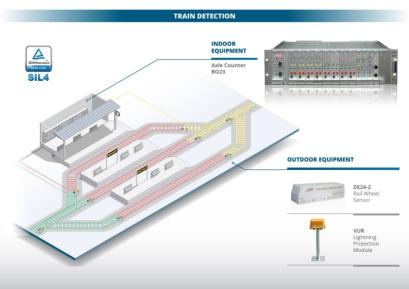 TRAIN DETECTION
SIL4
INDOOR
EQUIPMENT
Axle Counter
BO23
OUTDOOR EQUIPMENT
ZK24-2
Rail Wheel
Sensor
VUR
Lightning
Protection
Module